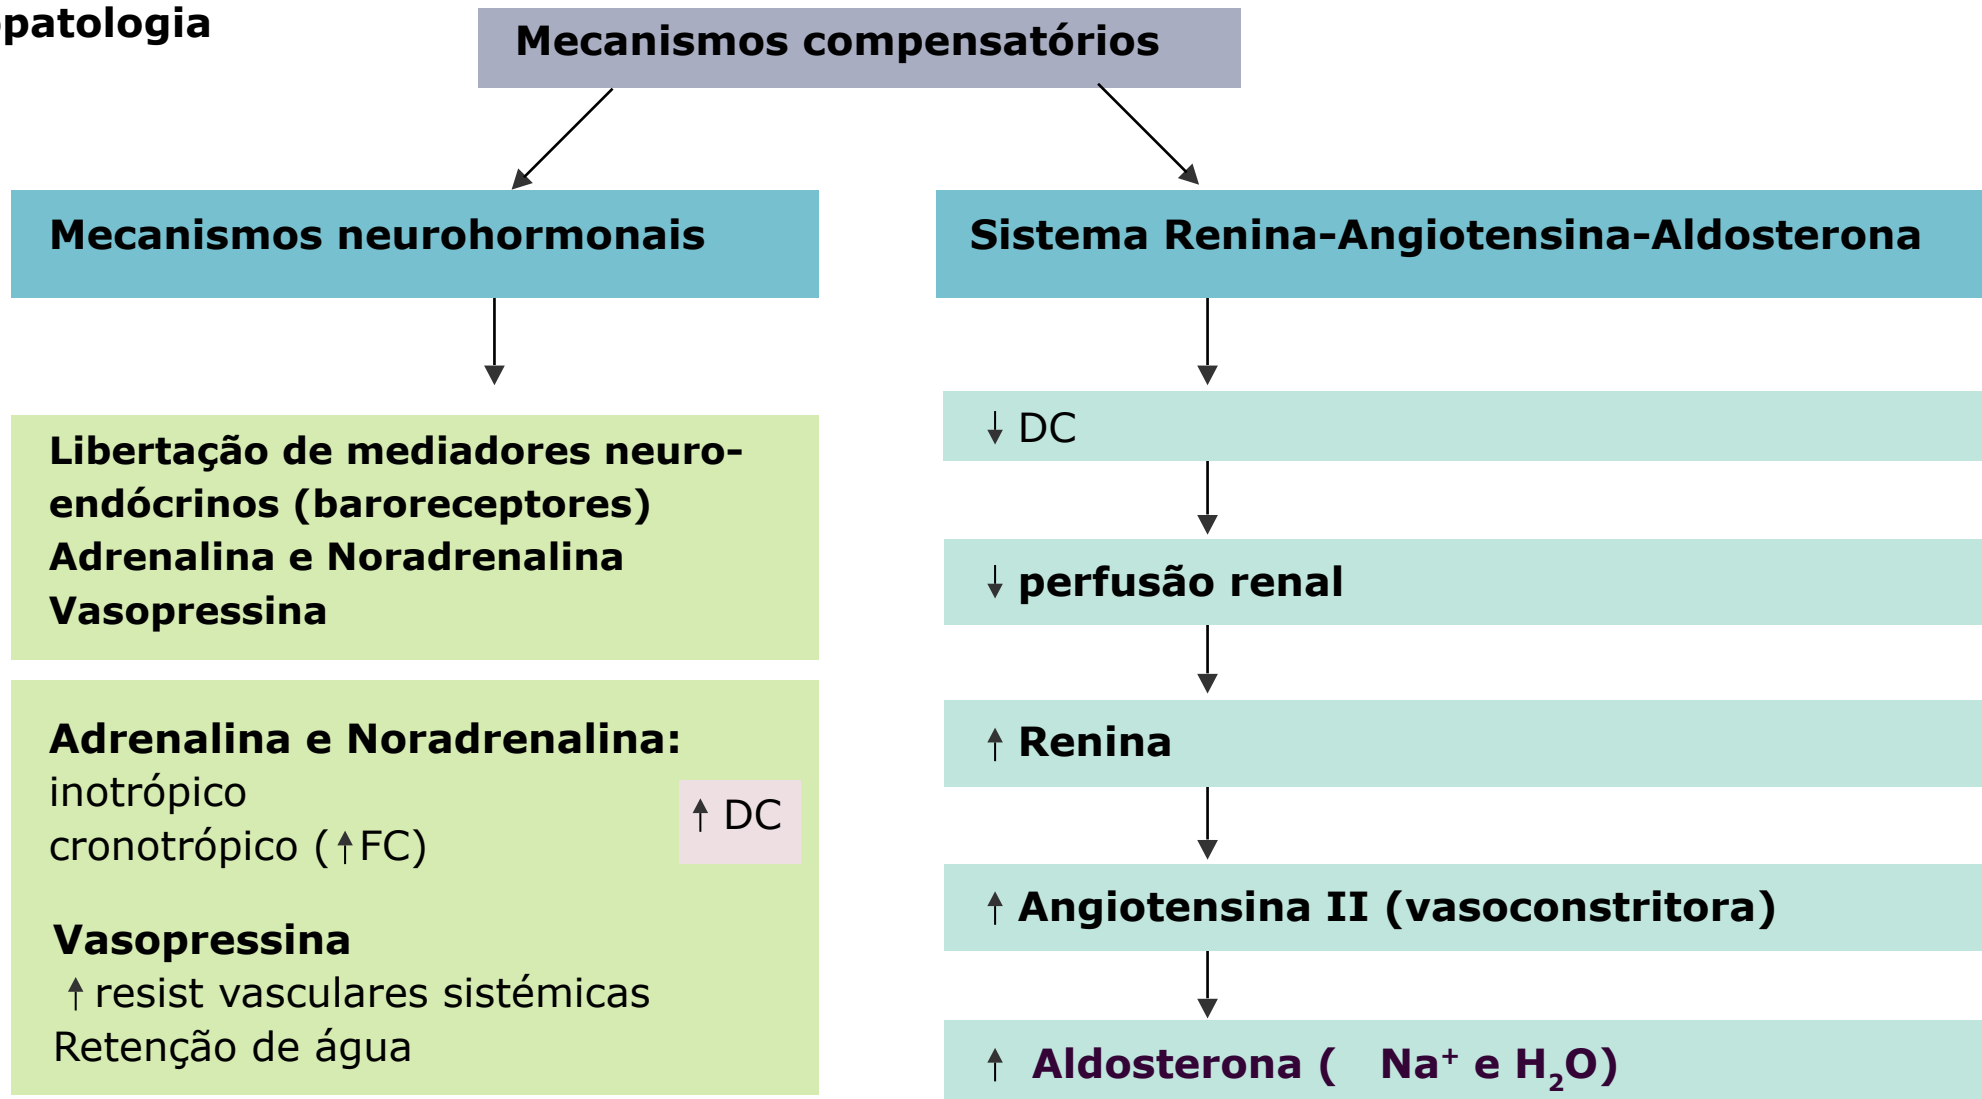 patologia
Mecanismos compensatórios
Mecanismos neurohormonais
Libertação de mediadores neuro-
endócrinos (baroreceptores)
Adrenalina e Noradrenalina
Vasopressina
Adrenalina e Noradrenalina:
inotrópico
cronotrópico (↑FC)
↑ DC
Vasopressina
↑ resist vasculares sistémicas
Retenção de água
Sistema Renina-Angiotensina-Aldosterona
↓ DC
↓ perfusão renal
↑ Renina
↑ Angiotensina II (vasoconstritora)
↑ Aldosterona ( Na⁺ e H₂O)